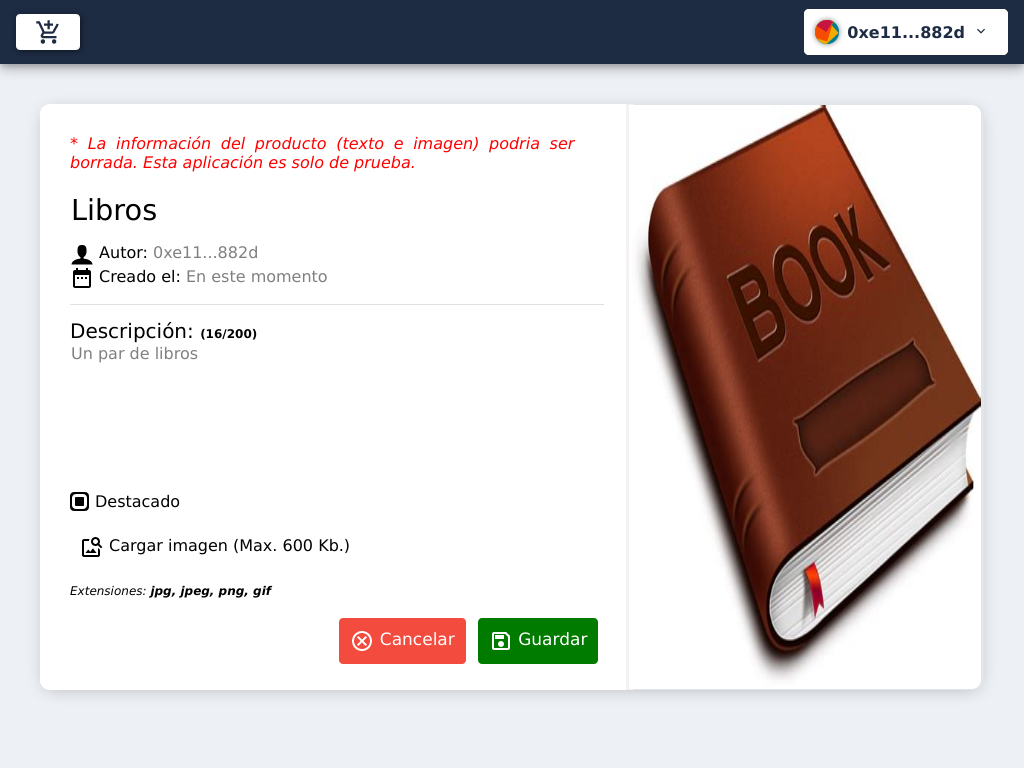 0xe11...882d
* La información del producto (texto e imagen) podria ser
borrada. Esta aplicación es solo de prueba.
Libros
Autor: 0xe11...882d
Creado el: En este momento
Descripción: (16/200)
Un par de libros
Destacado
Cargar imagen (Max. 600 Kb.)
Extensiones: jpg, jpeg, png, gif
Cancelar Guardar
BOOK